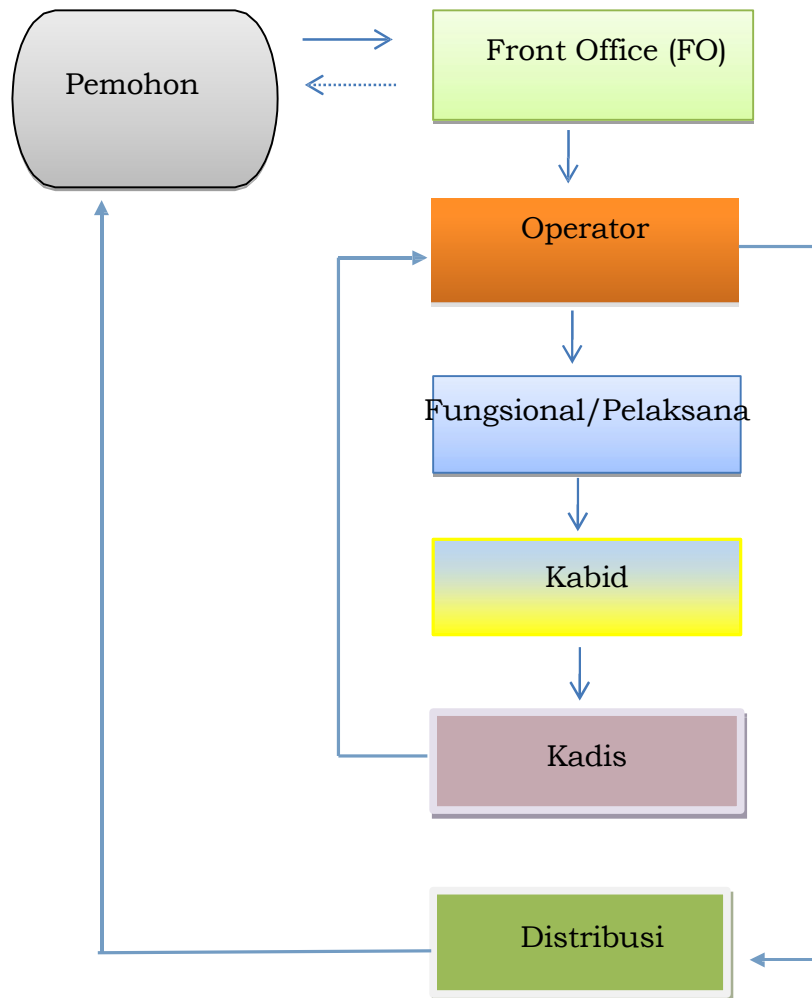 Pemohon
Front Office (FO)
Operator
Fungsional/Pelaksana
Kabid
Kadis
Distribusi